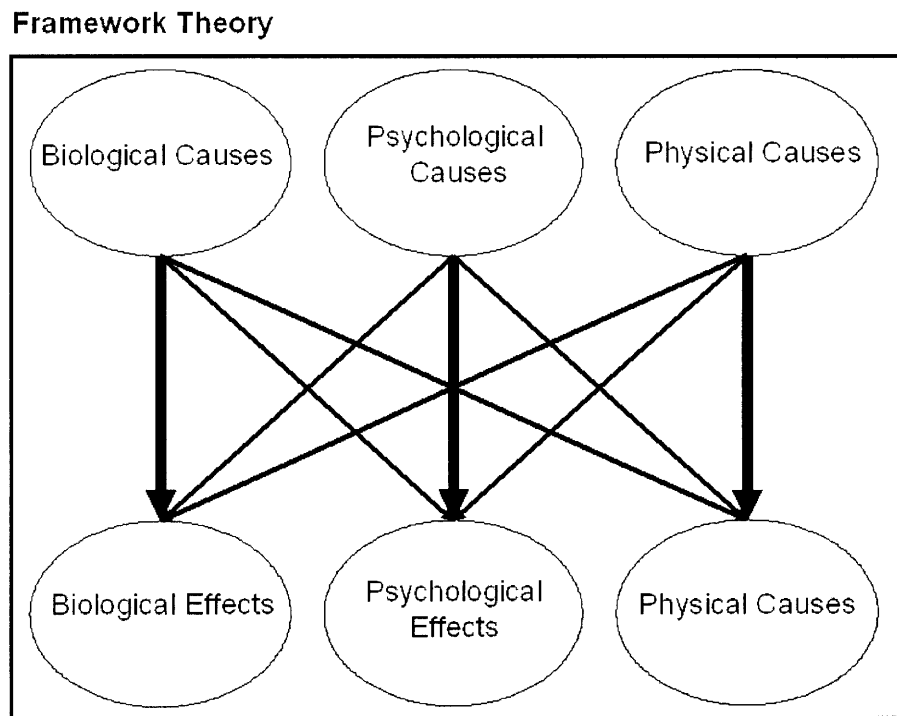 Framework Theory
Biological Causes
Psychological
Causes
Physical Causes
Biological Effects
Psychological
Effects
Physical Causes